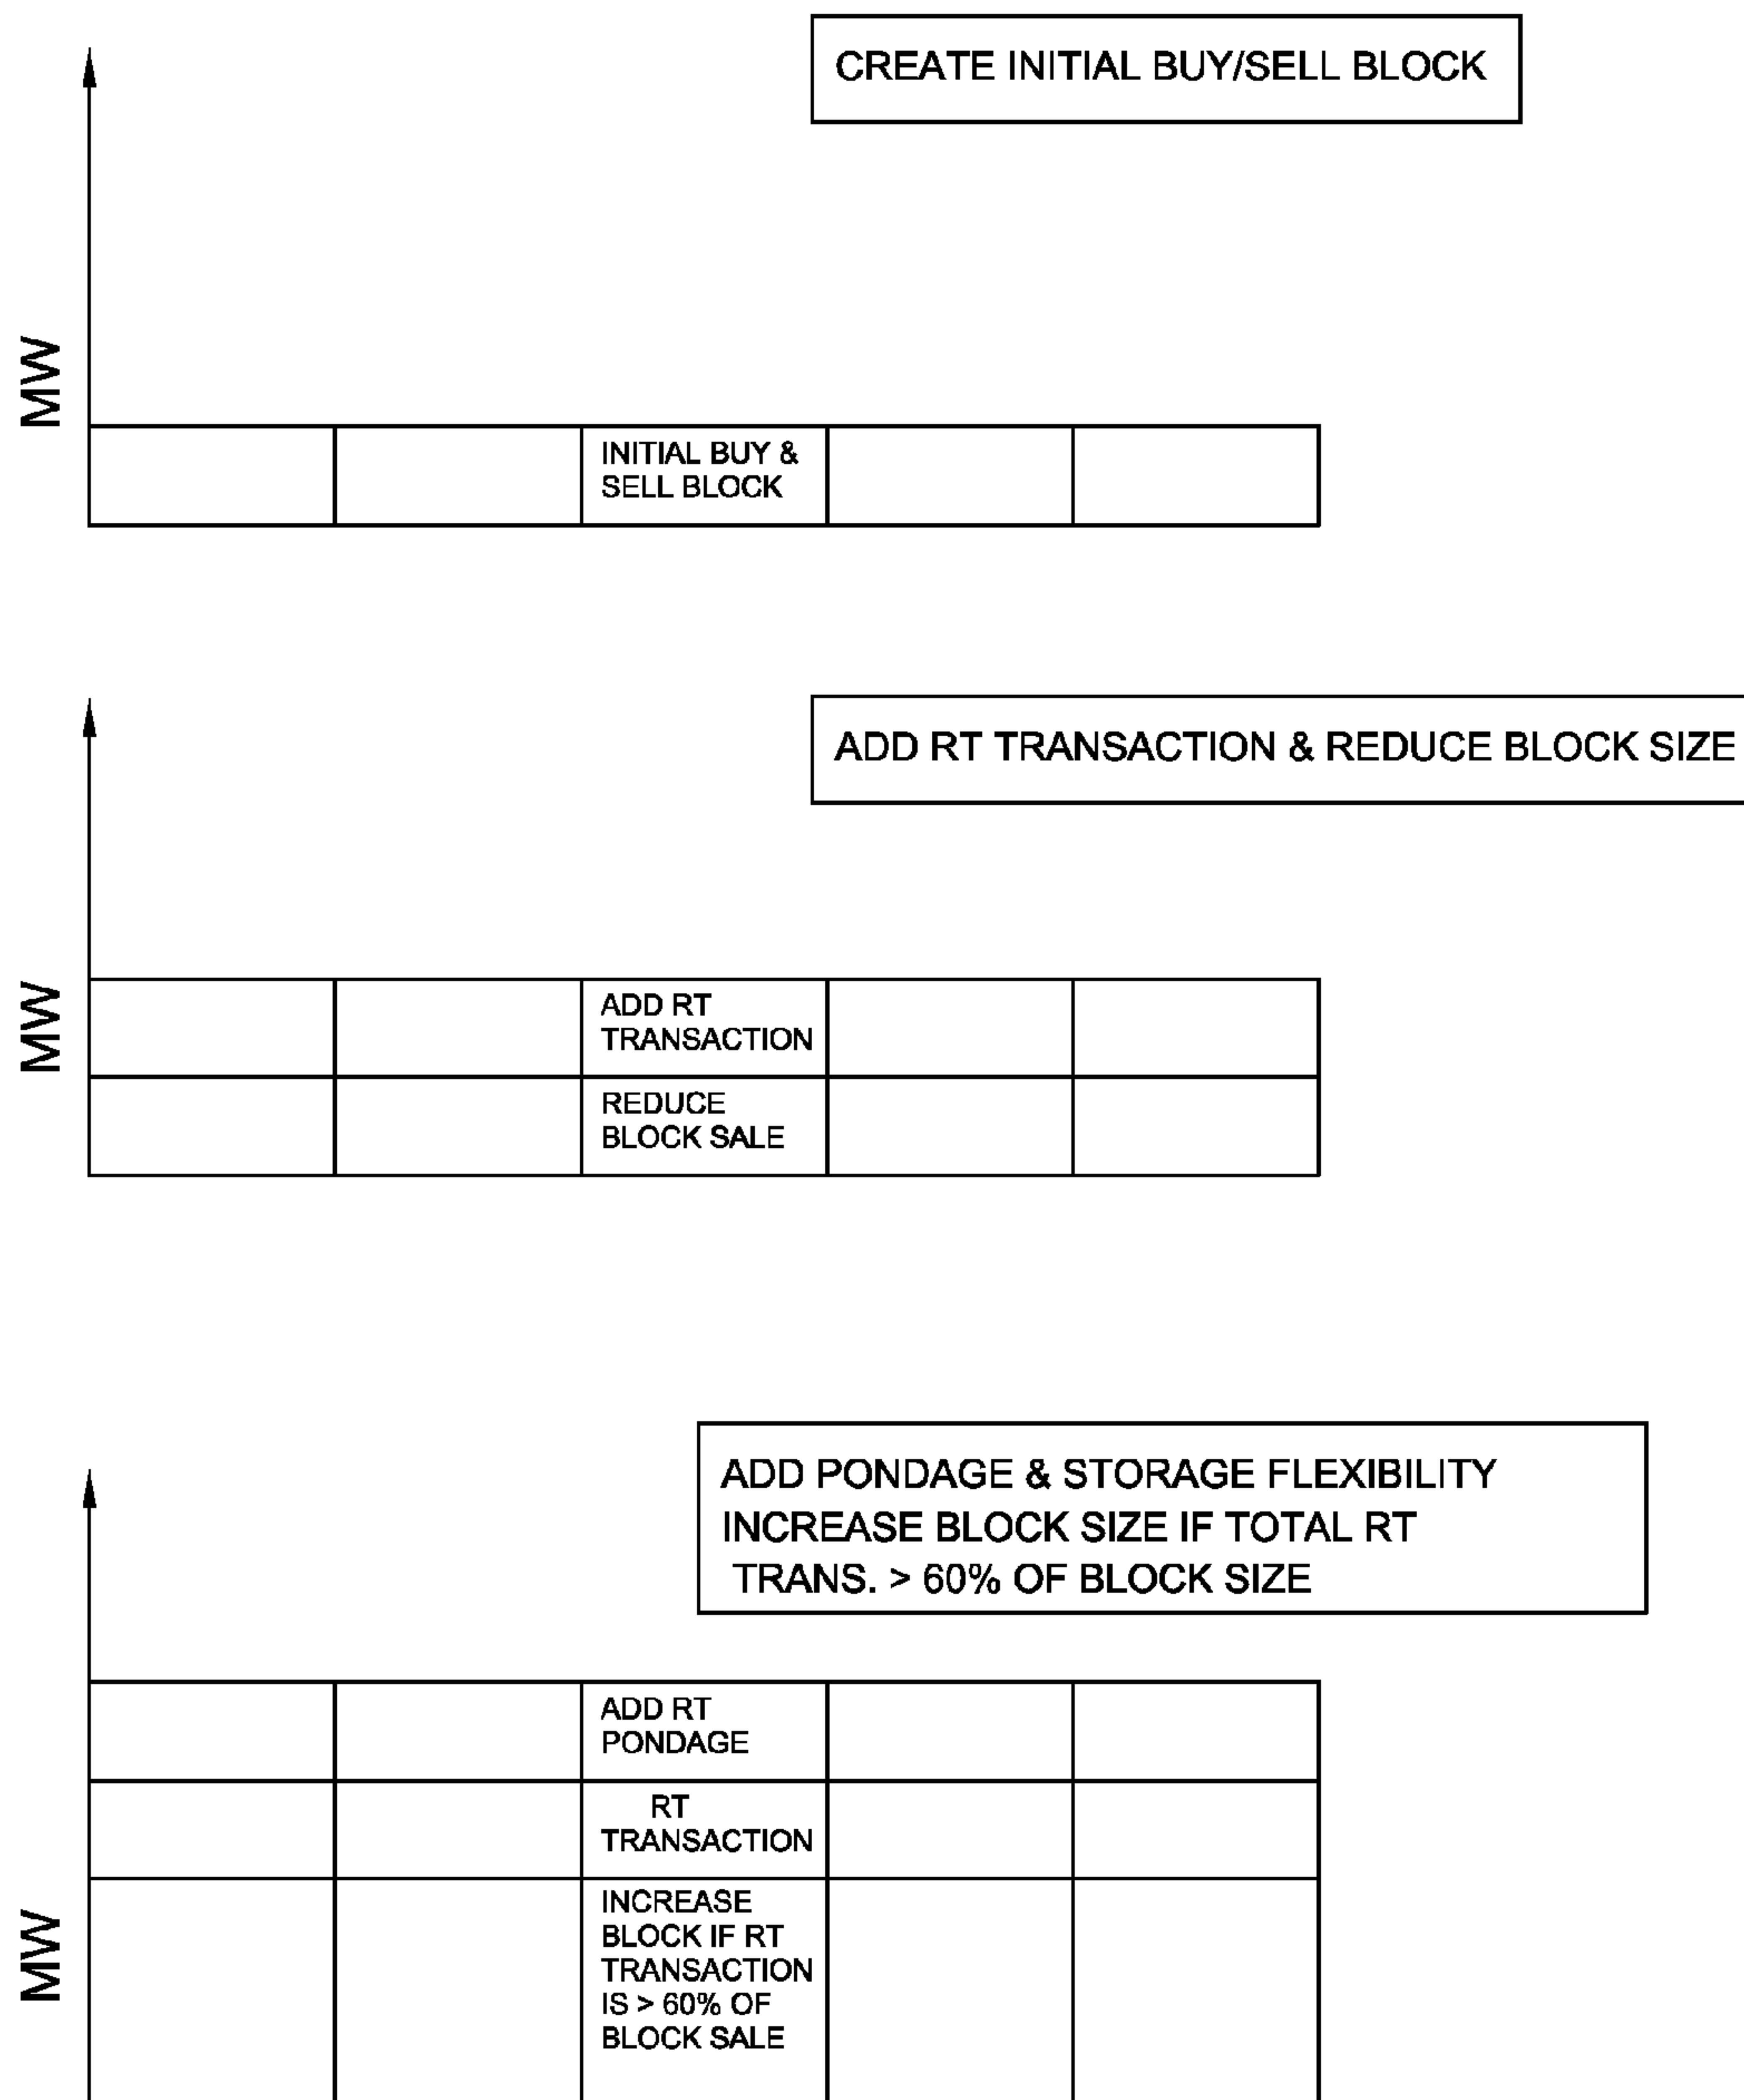 CREATE INITIAL BUY/SELL BLOCK
MW
INITIAL BUY &
SELL BLOCK
ADD RT TRANSACTION & REDUCE BLOCK SIZE
MW
ADD RT
TRANSACTION
REDUCE
BLOCK SALE
ADD PONDAGE & STORAGE FLEXIBILITY
INCREASE BLOCK SIZE IF TOTAL RT
TRANS. > 60% OF BLOCK SIZE
MW
ADD RT
PONDAGE
RT
TRANSACTION
INCREASE
BLOCK IF RT
TRANSACTION
IS > 60% OF
BLOCK SALE